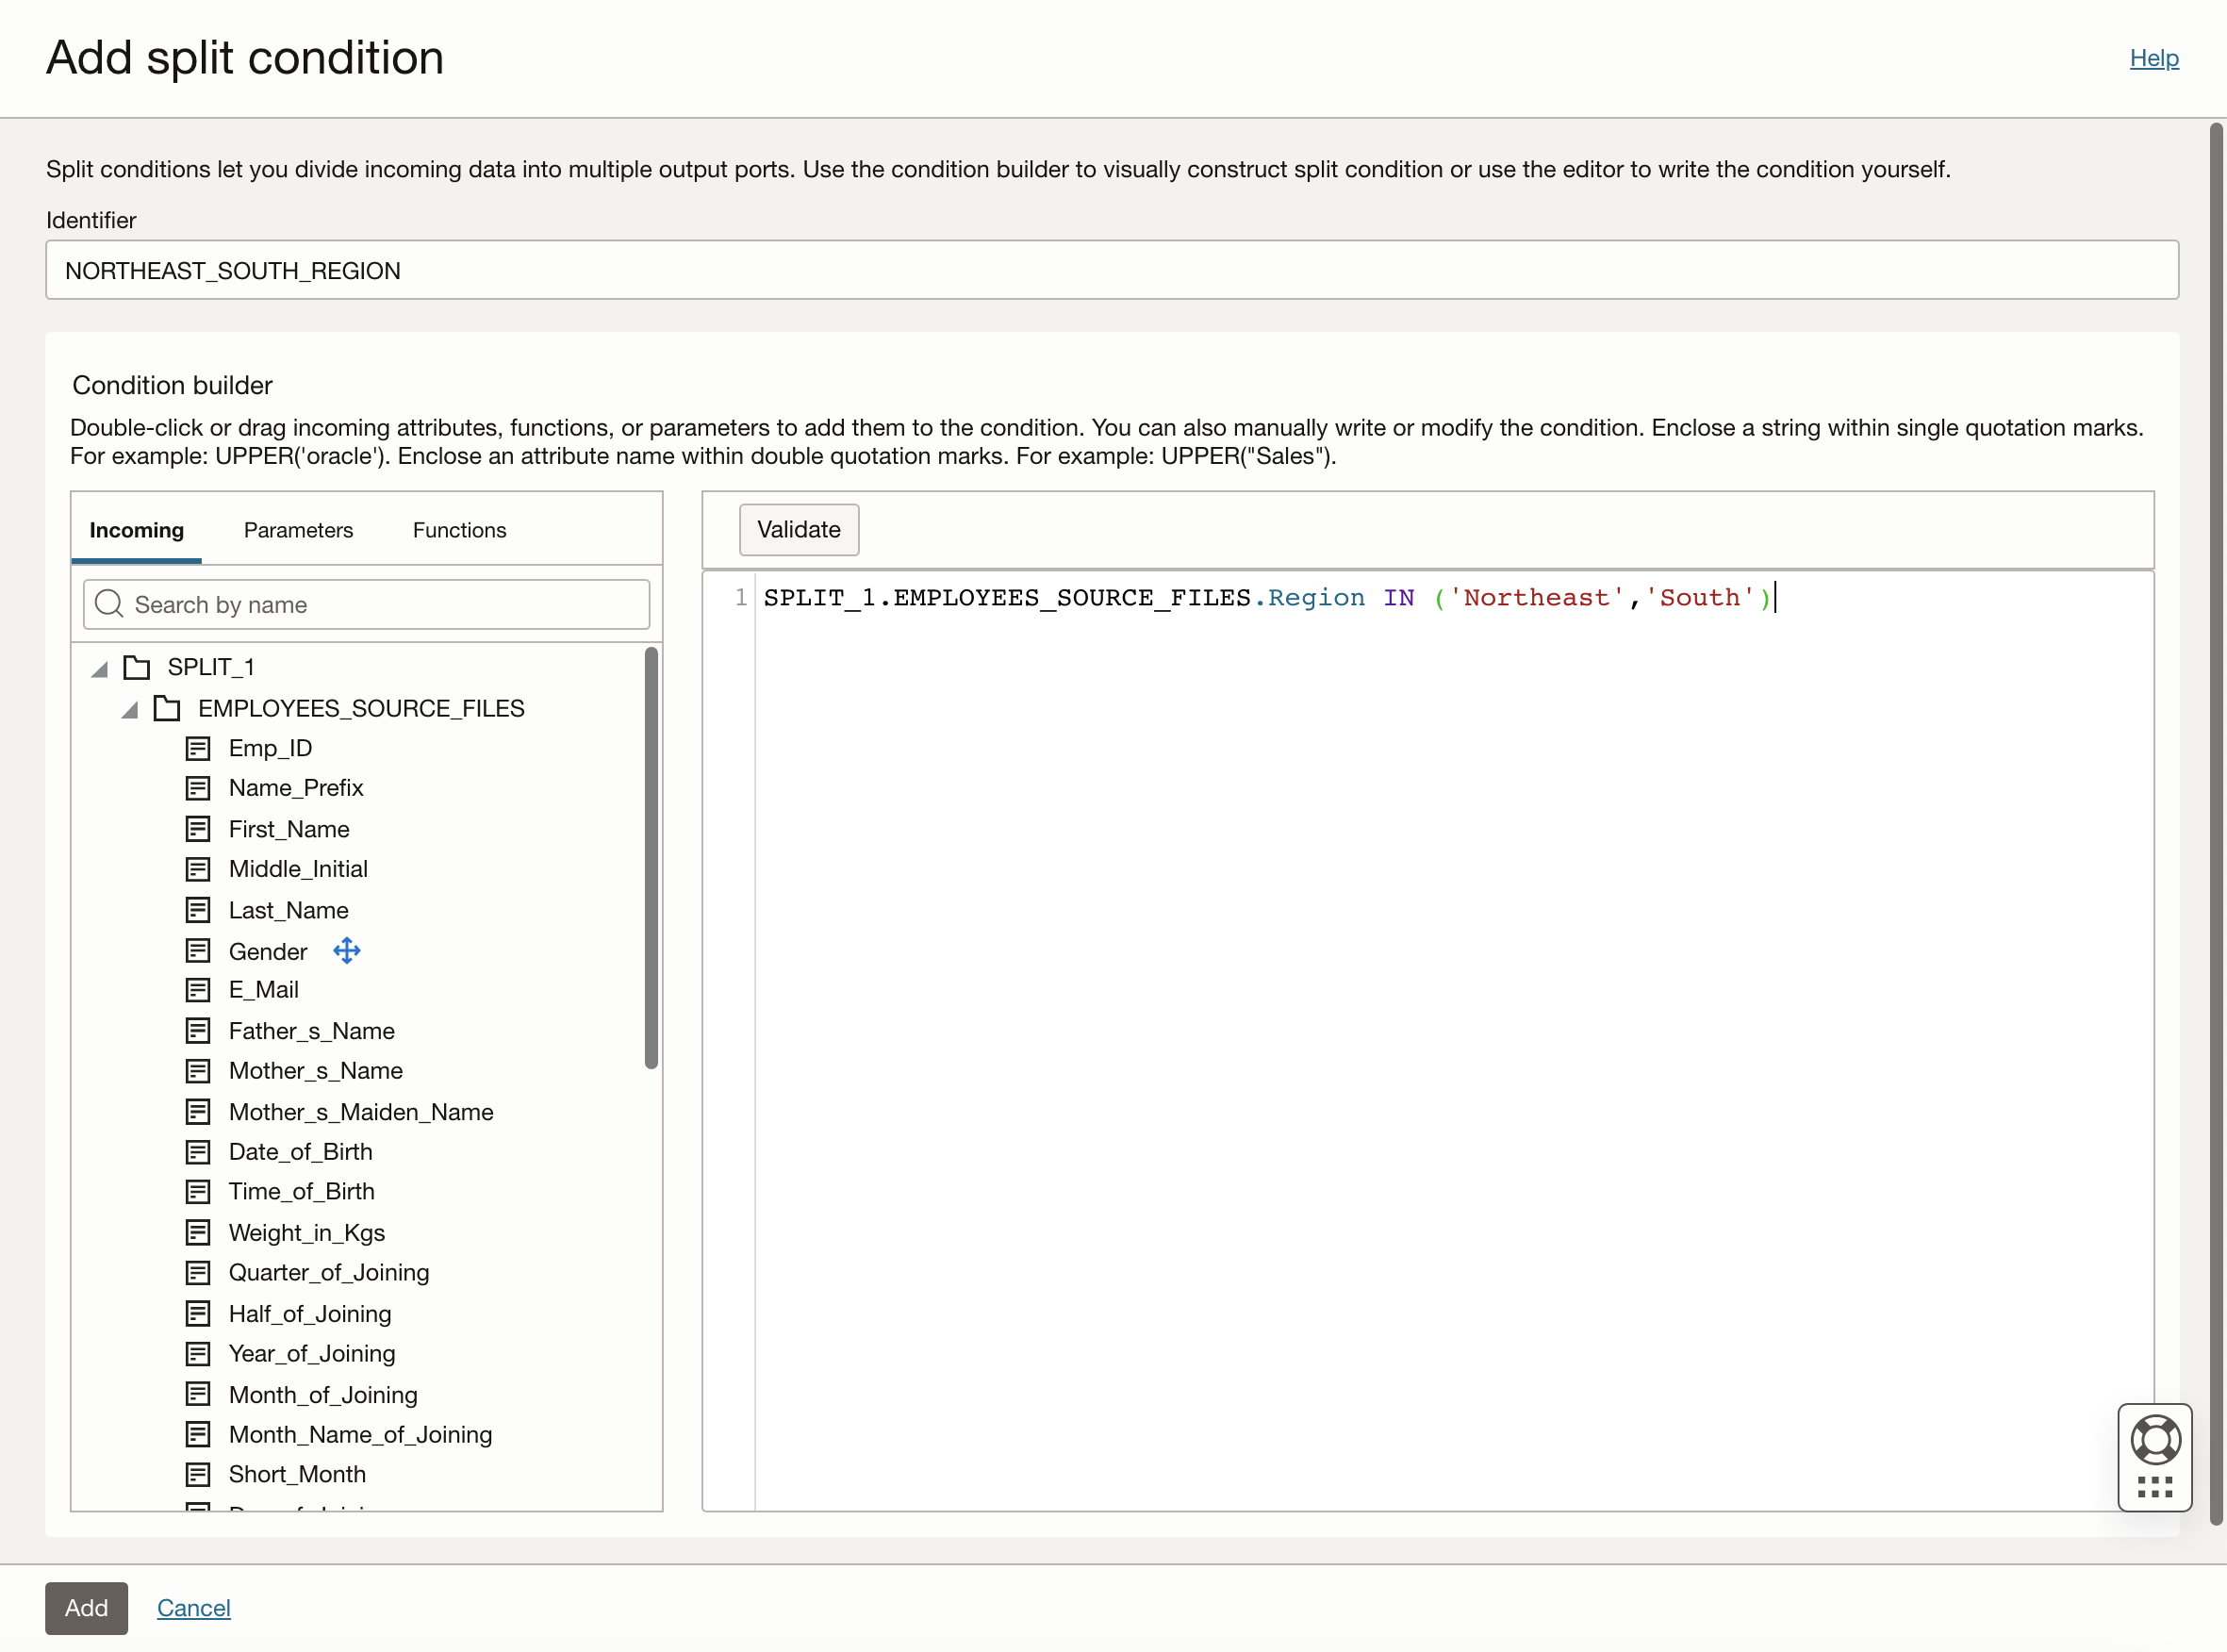 Add split condition
Help
Split conditions let you divide incoming data into multiple output ports. Use the condition builder to visually construct split condition or use the editor to write the condition yourself.
Identifier
NORTHEAST_SOUTH_REGION
Condition builder
Double-click or drag incoming attributes, functions, or parameters to add them to the condition. You can also manually write or modify the condition. Enclose a string within single quotation marks.
For example: UPPER('oracle'). Enclose an attribute name within double quotation marks. For example: UPPER("Sales").
Incoming Parameters Functions
Search by name
SPLIT_1
EMPLOYEES_SOURCE_FILES
Emp_ID
Name_Prefix
First_Name
Middle_Initial
Last_Name
Gender
E_Mail
Father_s_Name
Mother_s_Name
Mother_s_Maiden_Name
Date_of_Birth
Time_of_Birth
Weight_in_Kgs
Quarter_of_Joining
Half_of_Joining
Year_of_Joining
Month_of_Joining
Month_Name_of_Joining
Short_Month
Validate
1 SPLIT_1.EMPLOYEES_SOURCE_FILES.Region IN ('Northeast','South')
Add
Cancel